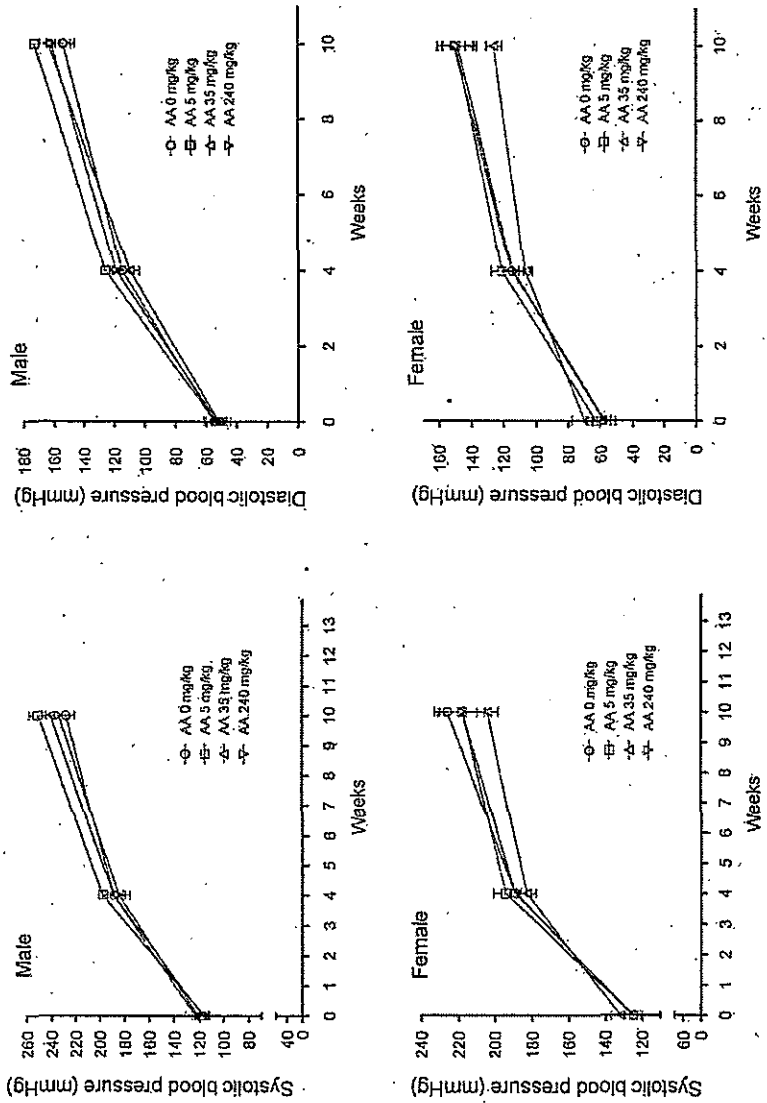 Male
Systolic blood pressure (mmHg)
260
240
220
200
180
160
140
120
100
80
40
0 1 2 3 4 5 6 7 8 9 10 11 12 13
Weeks
AA 0 mg/kg
AA 5 mg/kg
AA 35 mg/kg
AA 240 mg/kg
Male
Diastolic blood pressure (mmHg)
180
160
140
120
100
80
60
40
20
0
0 2 4 6 8 10
Weeks
AA 0 mg/kg
AA 5 mg/kg
AA 35 mg/kg
AA 240 mg/kg
Female
Systolic blood pressure (mmHg)
240
220
200
180
160
140
120
60
0 1 2 3 4 5 6 7 8 9 10 11 12 13
Weeks
AA 0 mg/kg
AA 5 mg/kg
AA 35 mg/kg
AA 240 mg/kg
Female
Diastolic blood pressure (mmHg)
160
140
120
100
80
60
40
20
0
0 2 4 6 8 10
Weeks
AA 0 mg/kg
AA 5 mg/kg
AA 35 mg/kg
AA 240 mg/kg